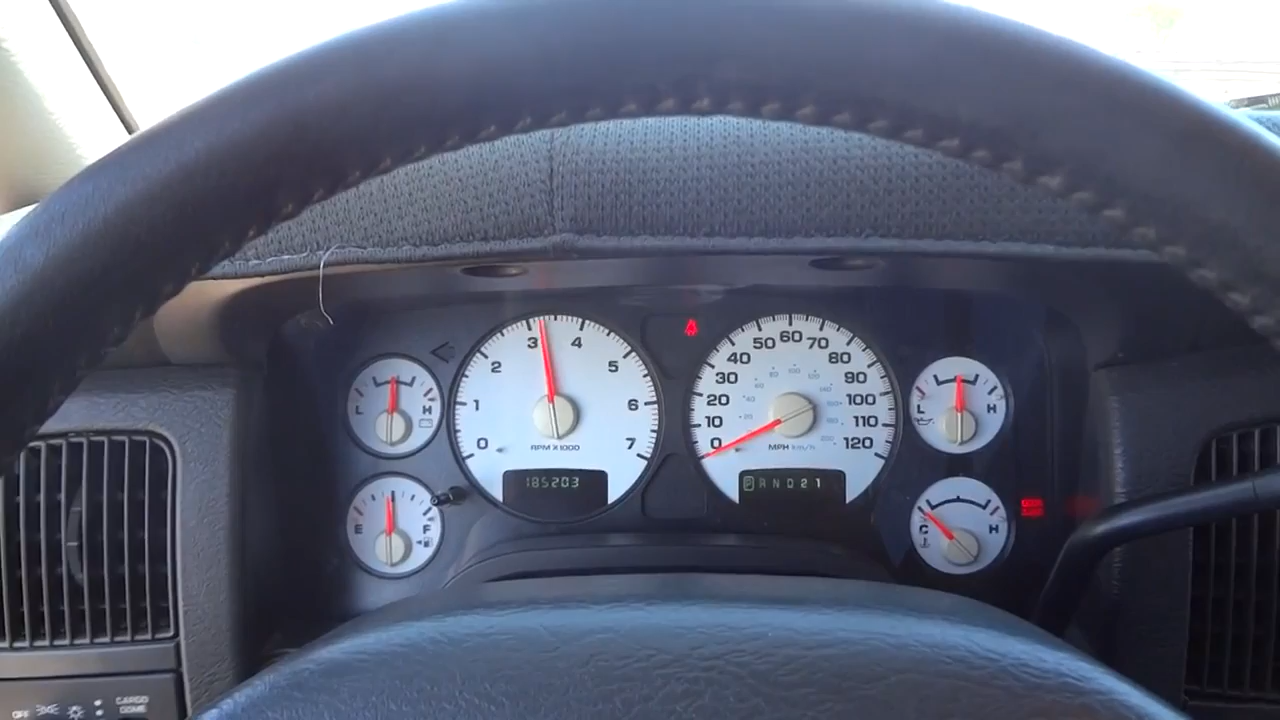 L H
E F
0 1 2 3 4 5 6 7
RPM X 1000
185203
0 10 20 30 40 50 60 70 80 90 100 110 120
MPH km/h
P R N D 2 1
L H
C H
OFF
CARGO
DOME